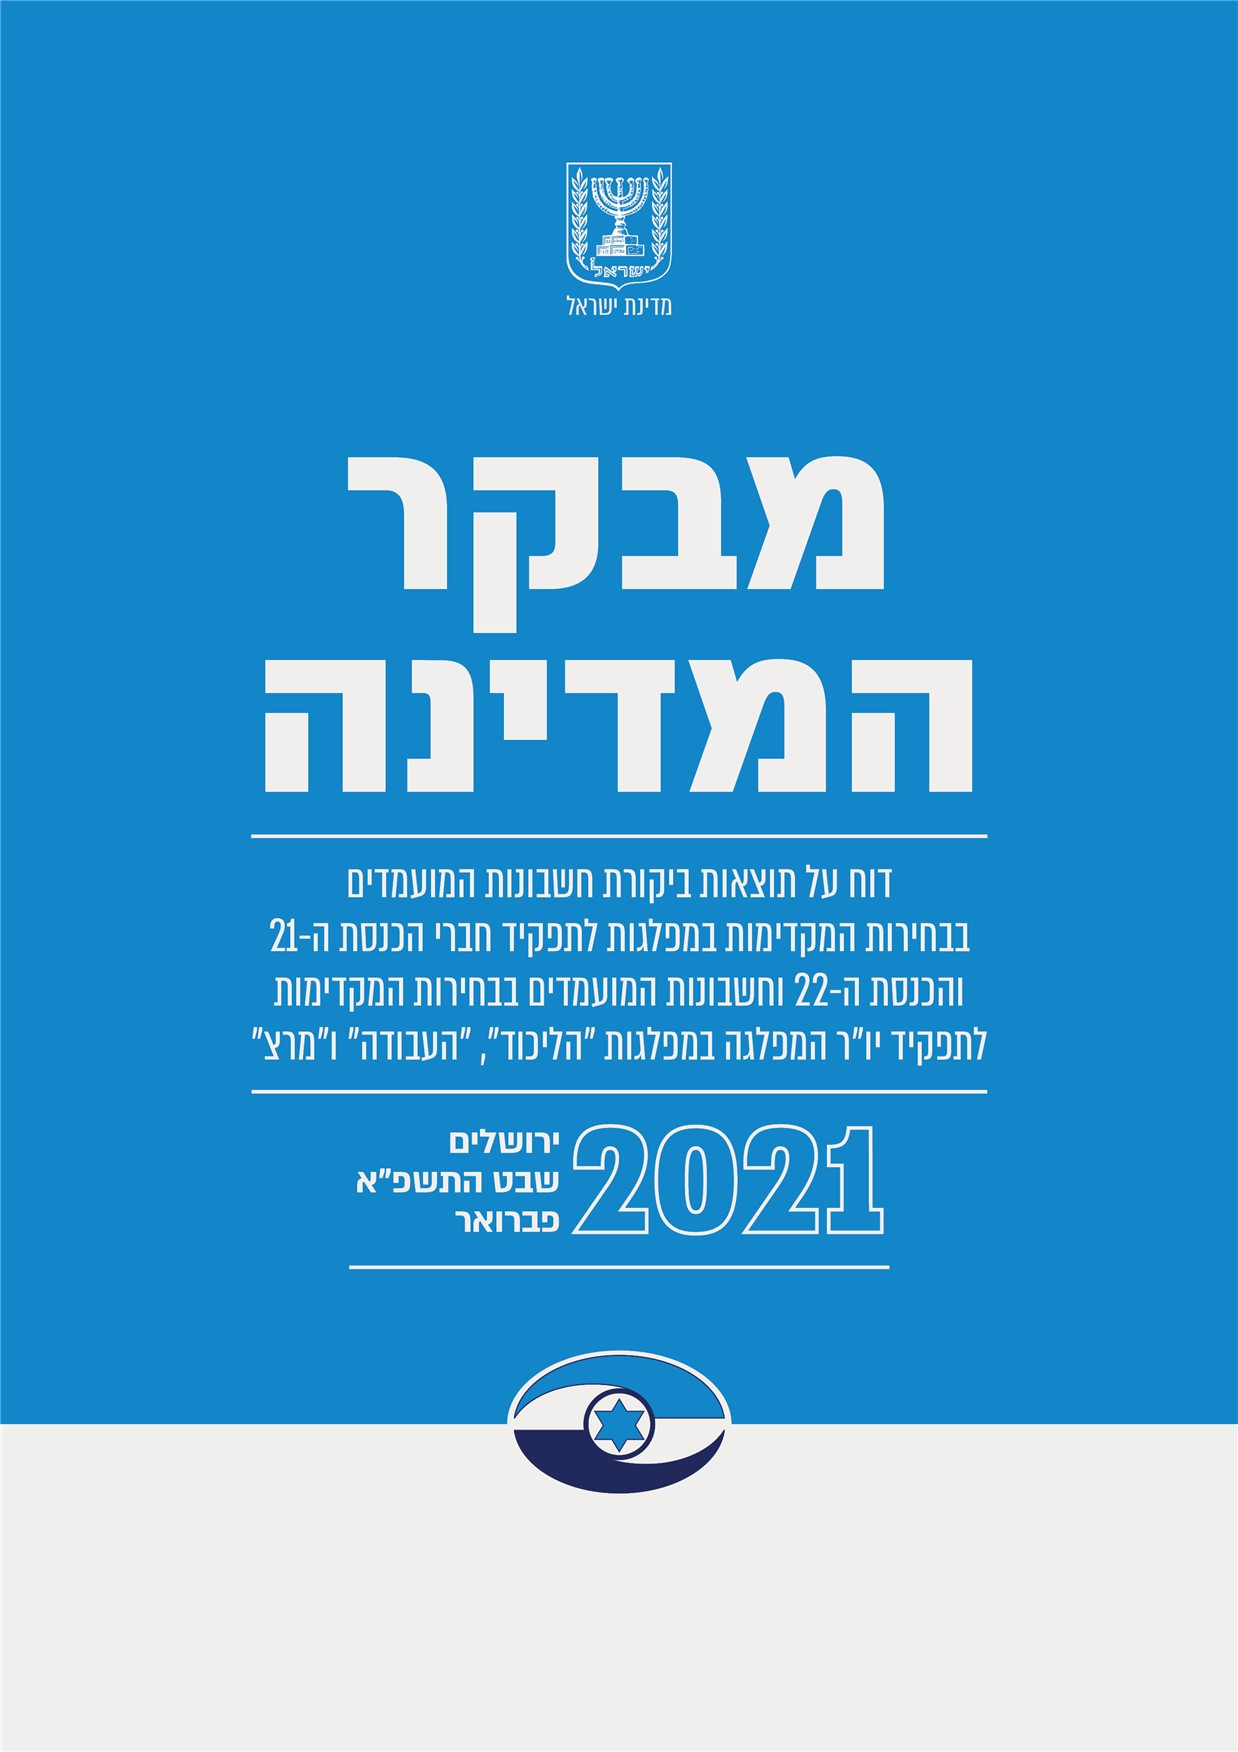 ישראל
מדינת ישראל
מבקר
המדינה
דוח על תוצאות ביקורת חשבונות המועמדים
בבחירות המקדימות במפלגות לתפקיד חברי הכנסת ה-21
והכנסת ה-22 וחשבונות המועמדים בבחירות המקדימות
לתפקיד יו"ר המפלגה במפלגות "הליכוד", "העבודה" ו"מרצ"
2021
ירושלים
שבט התשפ"א
פברואר